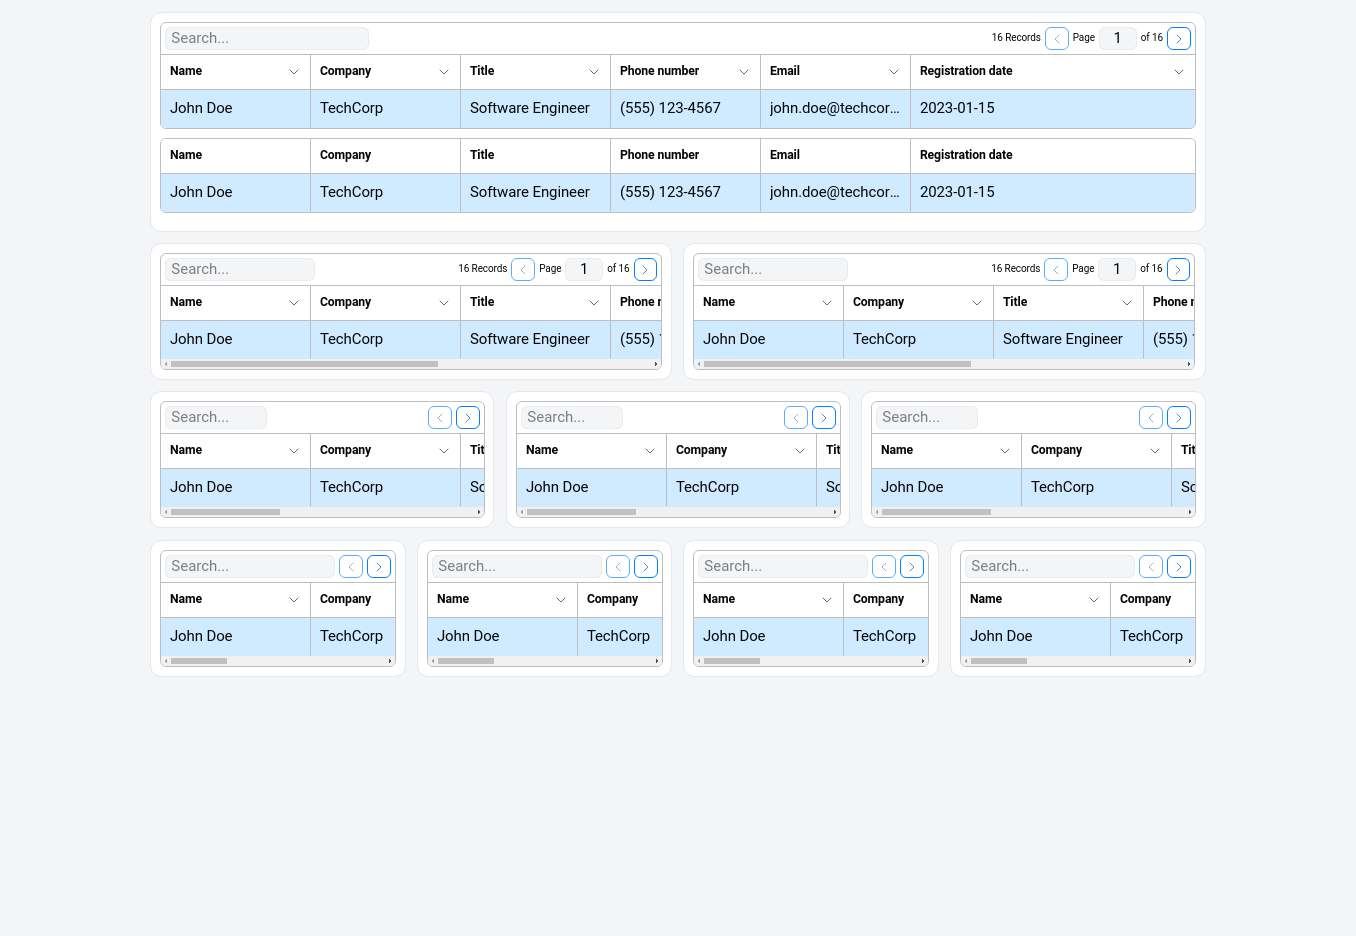 Search... 16 Records Page 1 of 16
Name Company Title Phone number Email Registration date
John Doe TechCorp Software Engineer (555) 123-4567 john.doe@techcor... 2023-01-15
Name Company Title Phone number Email Registration date
John Doe TechCorp Software Engineer (555) 123-4567 john.doe@techcor... 2023-01-15
Search... 16 Records Page 1 of 16
Name Company Title Phone
John Doe TechCorp Software Engineer (555)
Search... 16 Records Page 1 of 16
Name Company Title Phone
John Doe TechCorp Software Engineer (555)
Search...
Name Company Tit
John Doe TechCorp So
Search...
Name Company Tit
John Doe TechCorp So
Search...
Name Company Tit
John Doe TechCorp So
Search...
Name Company
John Doe TechCorp
Search...
Name Company
John Doe TechCorp
Search...
Name Company
John Doe TechCorp
Search...
Name Company
John Doe TechCorp